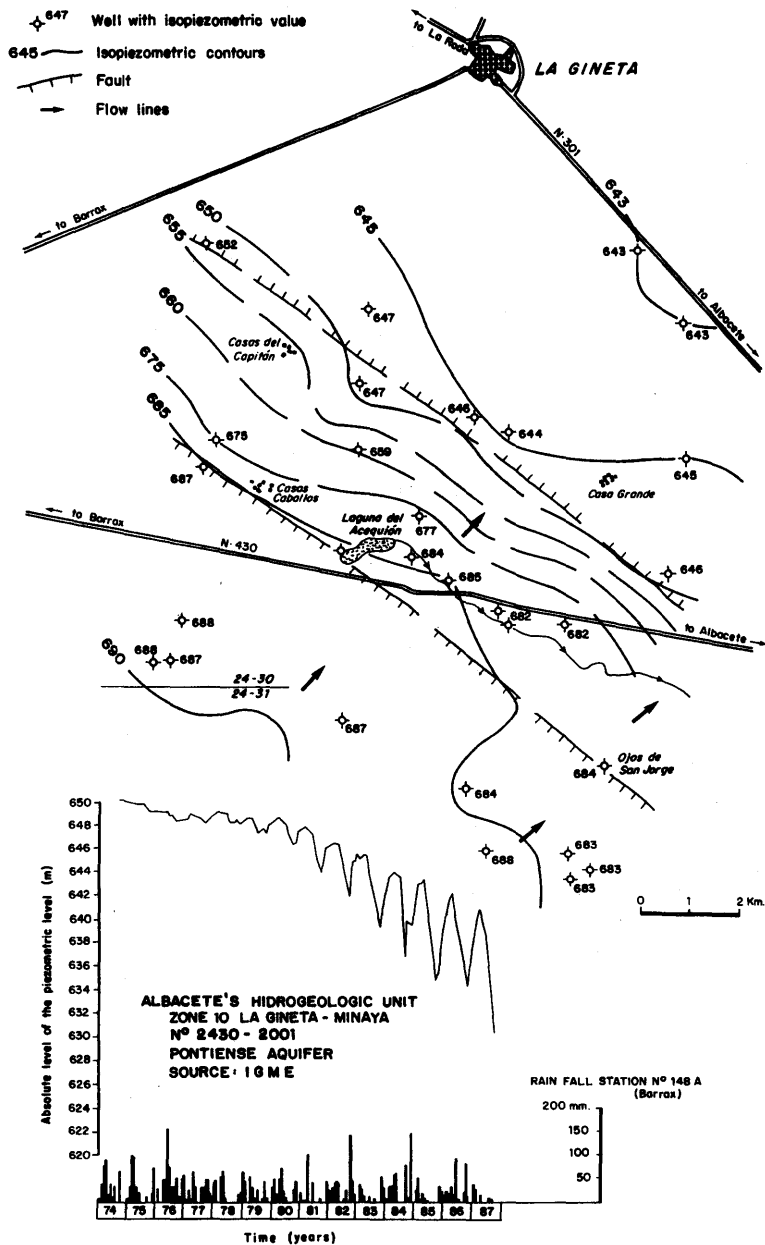 647 Well with isopiezometric value
645 Isopiezometric contours
Fault
Flow lines
to La Roda
LA GINETA
N-301
643
to Barrax
650
655
645
652
643
to Albacete
660
647
643
Casas del
Capitán
675
647
685
646
644
675
659
645
687
Casas
Caballos
Casa Grande
Laguna del
Acequión
677
to Barrax
N-430
684
685
646
682
682
to Albacete
688
690
688
687
24-30
24-31
687
Ojos de
San Jorge
684
684
688
683
683
683
0 1 2 Km.
Absolute level of the piezometric level (m)
650
648
646
644
642
640
638
636
634
632
630
628
626
624
622
620
ALBACETE'S HIDROGEOLOGIC UNIT
ZONE 10 LA GINETA - MINAYA
Nº 2430 - 2001
PONTIENSE AQUIFER
SOURCE: IGME
RAIN FALL STATION Nº 148 A
(Barrax)
200 mm.
150
100
50
74 75 76 77 78 79 80 81 82 83 84 85 86 87
Time (years)